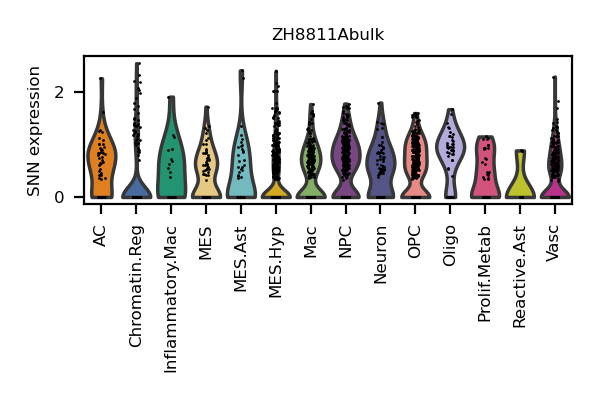 ZH8811Abulk
SNN expression
2
0
AC
Chromatin.Reg
Inflammatory.Mac
MES
MES.Ast
MES.Hyp
Mac
NPC
Neuron
OPC
Oligo
Prolif.Metab
Reactive.Ast
Vasc